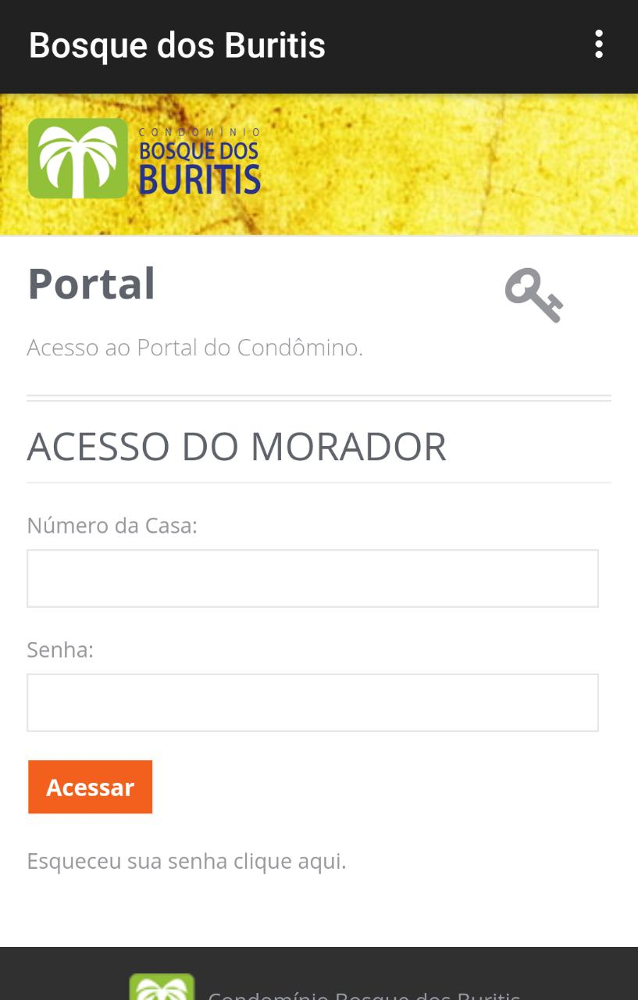 Bosque dos Buritis
CONDOMÍNIO
BOSQUE DOS
BURITIS
Portal
Acesso ao Portal do Condômino.
ACESSO DO MORADOR
Número da Casa:
Senha:
Acessar
Esqueceu sua senha clique aqui.
Condomínio Bosque dos Buritis